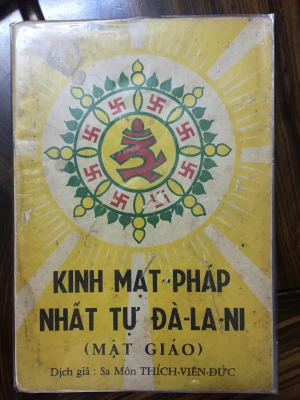 KINH MẬT-PHÁP
NHẤT TỰ ĐÀ-LA-NI
(MẬT GIÁO)
Dịch giả : Sa Môn THÍCH-VIÊN-ĐỨC